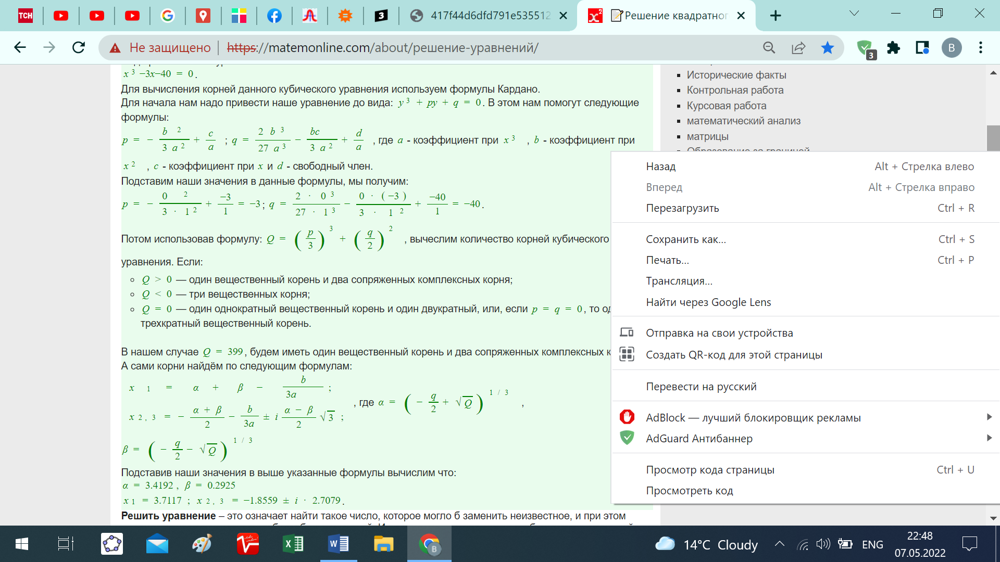 ТСН
3
417f44d6dfd791e535512
Решение квадратног
Не защищено
https://matemonline.com/about/решение-уравнений/
3
B
x³ −3x−40 = 0.
Для вычисления корней данного кубического уравнения используем формулы Кардано.
Для начала нам надо привести наше уравнение до вида: y³ + py + q = 0. В этом нам помогут следующие
формулы:
p = − b²/(3a²) + c/a ; q = 2b³/(27a³) − bc/(3a²) + d/a , где a - коэффициент при x³ , b - коэффициент при
x² , c - коэффициент при x и d - свободный член.
Подставим наши значения в данные формулы, мы получим:
p = − 0²/(3 · 1²) + −3/1 = −3; q = (2 · 0³)/(27 · 1³) − (0 · (−3))/(3 · 1²) + −40/1 = −40.
Потом использовав формулу: Q = (p/3)³ + (q/2)² , вычеслим количество корней кубического
уравнения. Если:
Q > 0 — один вещественный корень и два сопряженных комплексных корня;
Q < 0 — три вещественных корня;
Q = 0 — один однократный вещественный корень и один двукратный, или, если p = q = 0, то од
трехкратный вещественный корень.
В нашем случае Q = 399, будем иметь один вещественный корень и два сопряженных комплексных к
А сами корни найдём по следующим формулам:
x₁ = α + β − b/(3a) ;
x₂,₃ = − (α + β)/2 − b/(3a) ± i (α − β)/2 √3 ;
, где α = (− q/2 + √Q)^(1/3) ,
β = (− q/2 − √Q)^(1/3)
Подставив наши значения в выше указанные формулы вычислим что:
α = 3.4192 , β = 0.2925
x₁ = 3.7117 ; x₂,₃ = −1.8559 ± i · 2.7079.
Решить уравнение – это означает найти такое число, которое могло б заменить неизвестное, и при этом
Исторические факты
Контрольная работа
Курсовая работа
математический анализ
матрицы
Образование за границей
Назад Alt + Стрелка влево
Вперед Alt + Стрелка вправо
Перезагрузить Ctrl + R
Сохранить как... Ctrl + S
Печать... Ctrl + P
Трансляция...
Найти через Google Lens
Отправка на свои устройства
Создать QR-код для этой страницы
Перевести на русский
AdBlock — лучший блокировщик рекламы
AdGuard Антибаннер
Просмотр кода страницы Ctrl + U
Просмотреть код
14°C Cloudy
ENG
22:48
07.05.2022